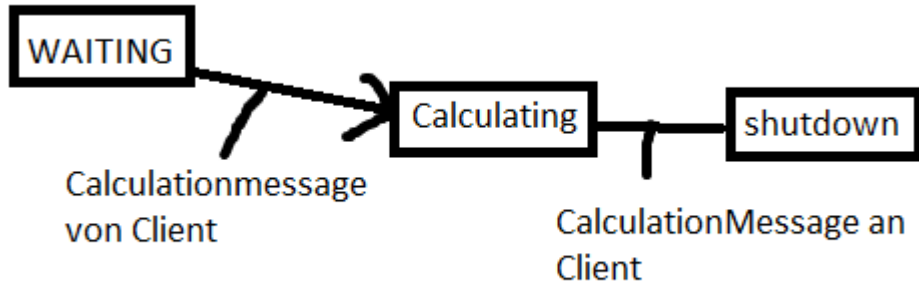 WAITING
Calculating
shutdown
Calculationmessage
von Client
CalculationMessage an
Client